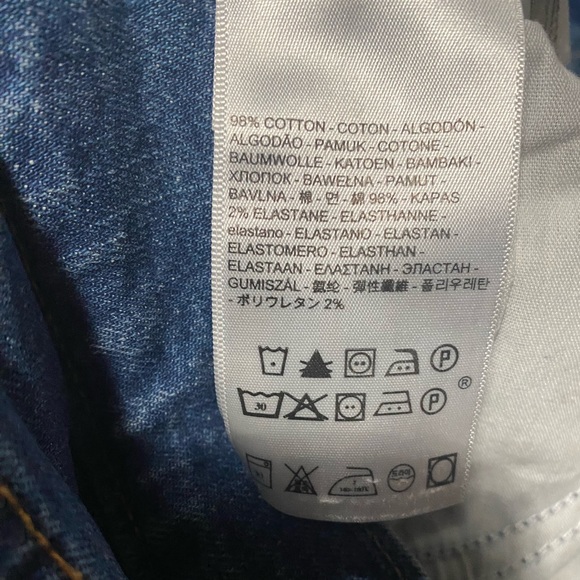 98% COTTON - COTON - ALGODÓN -
ALGODÃO - PAMUK - COTONE -
BAUMWOLLE - KATOEN - BAMBAKI -
ХЛОПОК - BAWEŁNA - PAMUT -
BAVLNA - 棉 - 면 - 綿 98% - KAPAS
2% ELASTANE - ELASTHANNE -
elastano - ELASTANO - ELASTAN -
ELASTOMERO - ELASTHAN -
ELASTAAN - ΕΛΑΣΤΑΝΗ - ЭЛАСТАН -
GUMISZÁL - 氨纶 - 彈性纖維 - 폴리우레탄
- ポリウレタン 2%
P
30 P ®